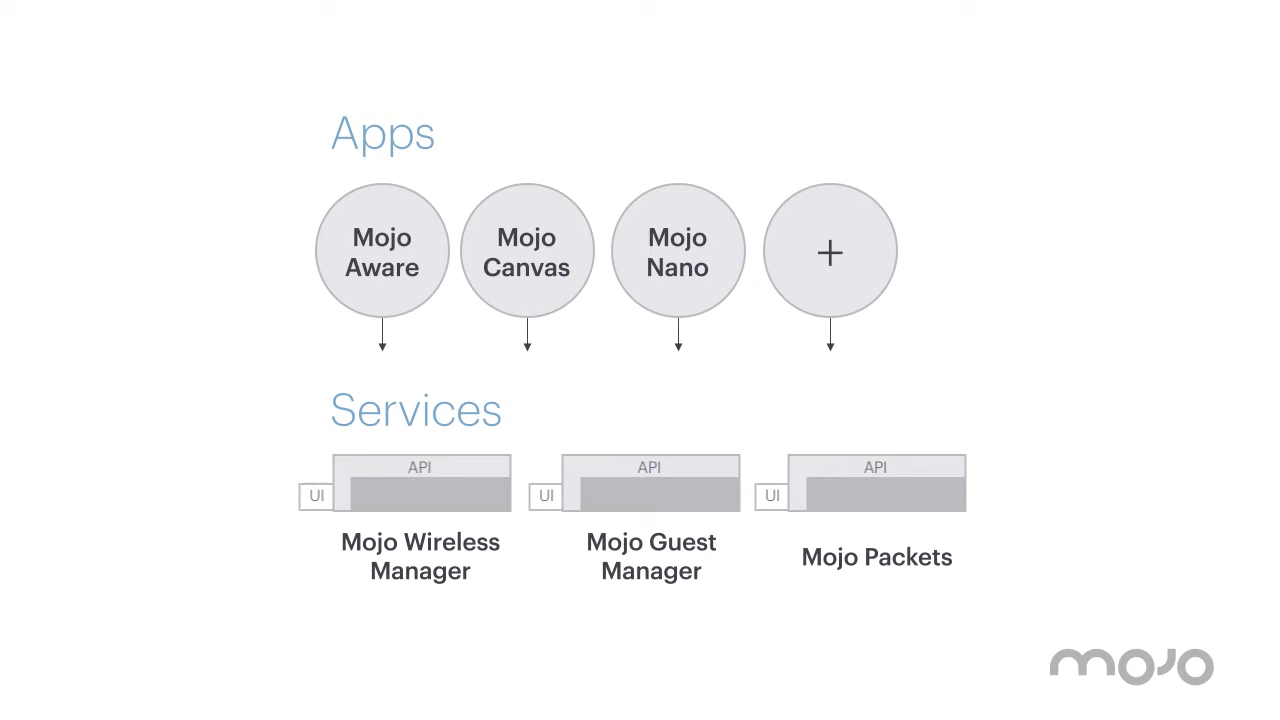 Apps
Mojo
Aware
Mojo
Canvas
Mojo
Nano
+
Services
API
UI
API
UI
API
UI
Mojo Wireless
Manager
Mojo Guest
Manager
Mojo Packets
mojo